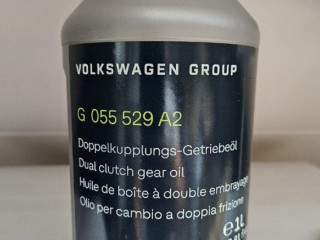 VOLKSWAGEN GROUP
G 055 529 A2
Doppelkupplungs-Getriebeöl
Dual clutch gear oil
Huile de boîte à double embrayage
Olio per cambio a doppia frizione
℮1L